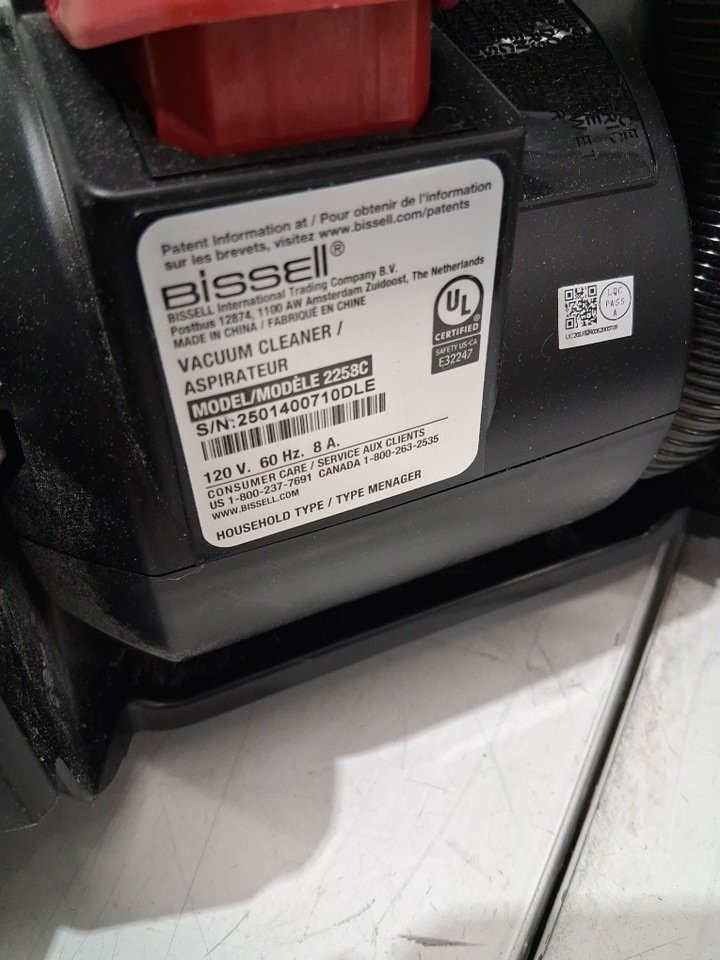 Patent Information at / Pour obtenir de l'information
sur les brevets, visitez www.bissell.com/patents
BISSELL®
BISSELL International Trading Company B.V.
Postbus 12874, 1100 AW Amsterdam Zuidoost, The Netherlands
MADE IN CHINA / FABRIQUÉ EN CHINE
VACUUM CLEANER /
ASPIRATEUR
MODEL/MODÈLE 2258C
S/N:2501400710DLE
120 V. 60 Hz. 8 A.
CONSUMER CARE / SERVICE AUX CLIENTS
US 1-800-237-7691 CANADA 1-800-263-2535
WWW.BISSELL.COM
HOUSEHOLD TYPE / TYPE MENAGER
UL®
CERTIFIED
SAFETY US-CA
E32247
LQC
PASS
A